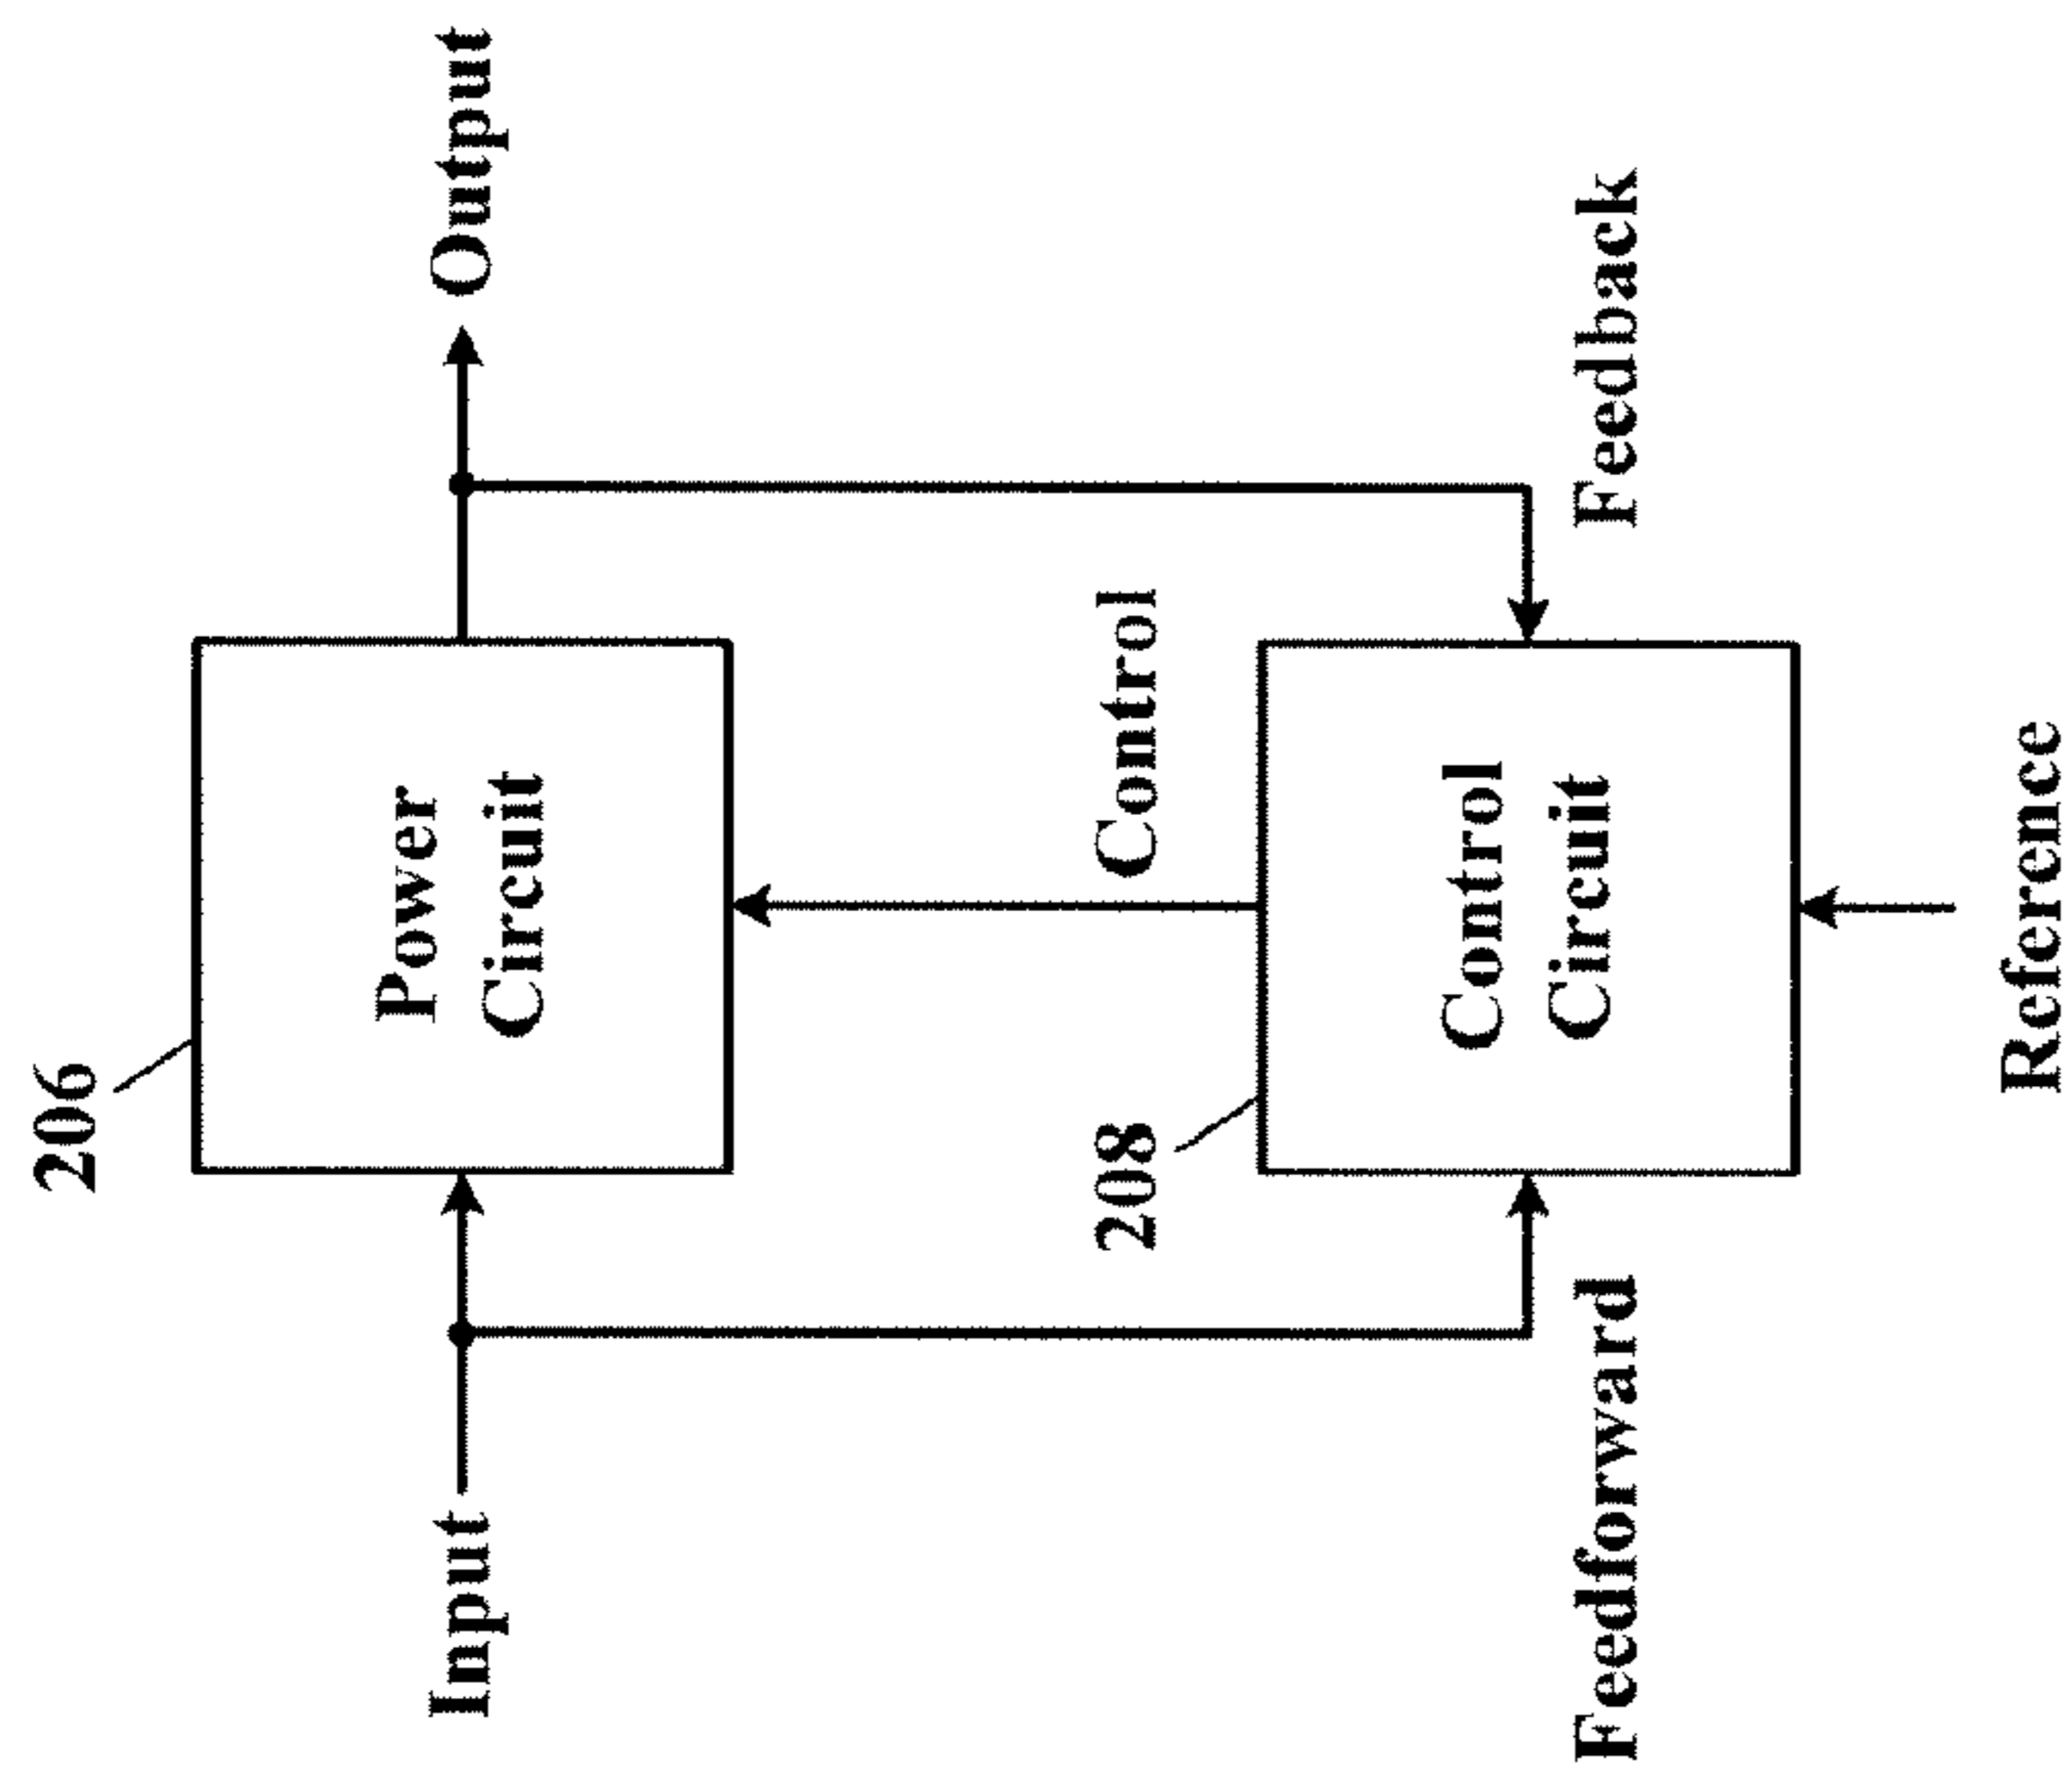 206
Input
Power
Circuit
Output
208
Control
Feedforward
Control
Circuit
Feedback
Reference